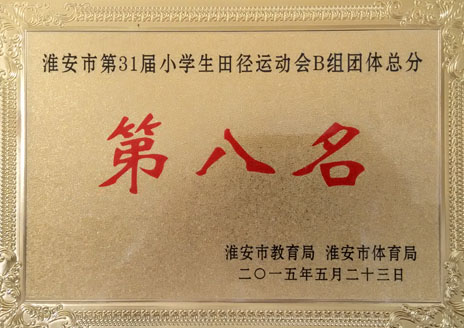 淮安市第31届小学生田径运动会B组团体总分
第八名
淮安市教育局 淮安市体育局
二〇一五年五月二十三日